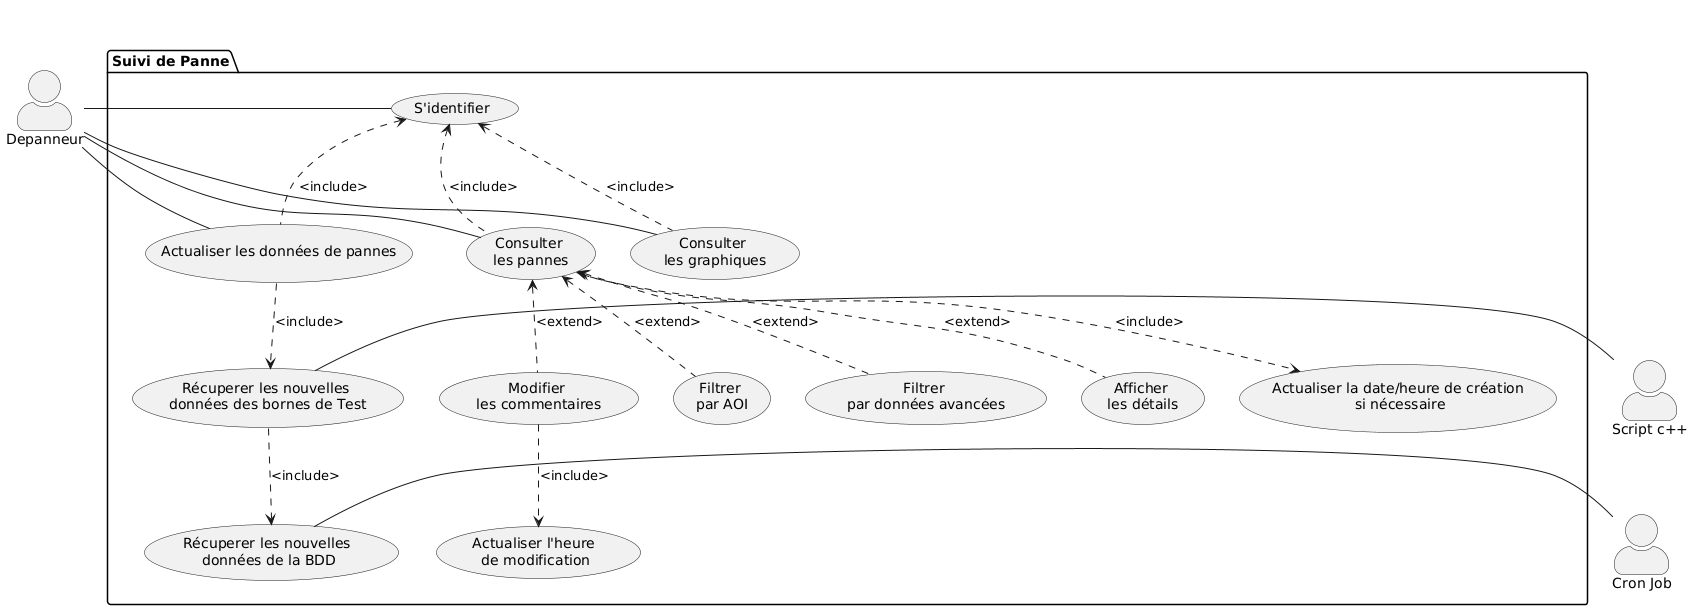 Suivi de Panne
S'identifier
Depanneur
<include>
<include>
<include>
Actualiser les données de pannes
Consulter
les pannes
Consulter
les graphiques
<include>
<extend>
<extend>
<extend>
<extend>
<include>
Récuperer les nouvelles
données des bornes de Test
Modifier
les commentaires
Filtrer
par AOI
Filtrer
par données avancées
Afficher
les détails
Actualiser la date/heure de création
si nécessaire
Script c++
<include>
<include>
Récuperer les nouvelles
données de la BDD
Actualiser l'heure
de modification
Cron Job